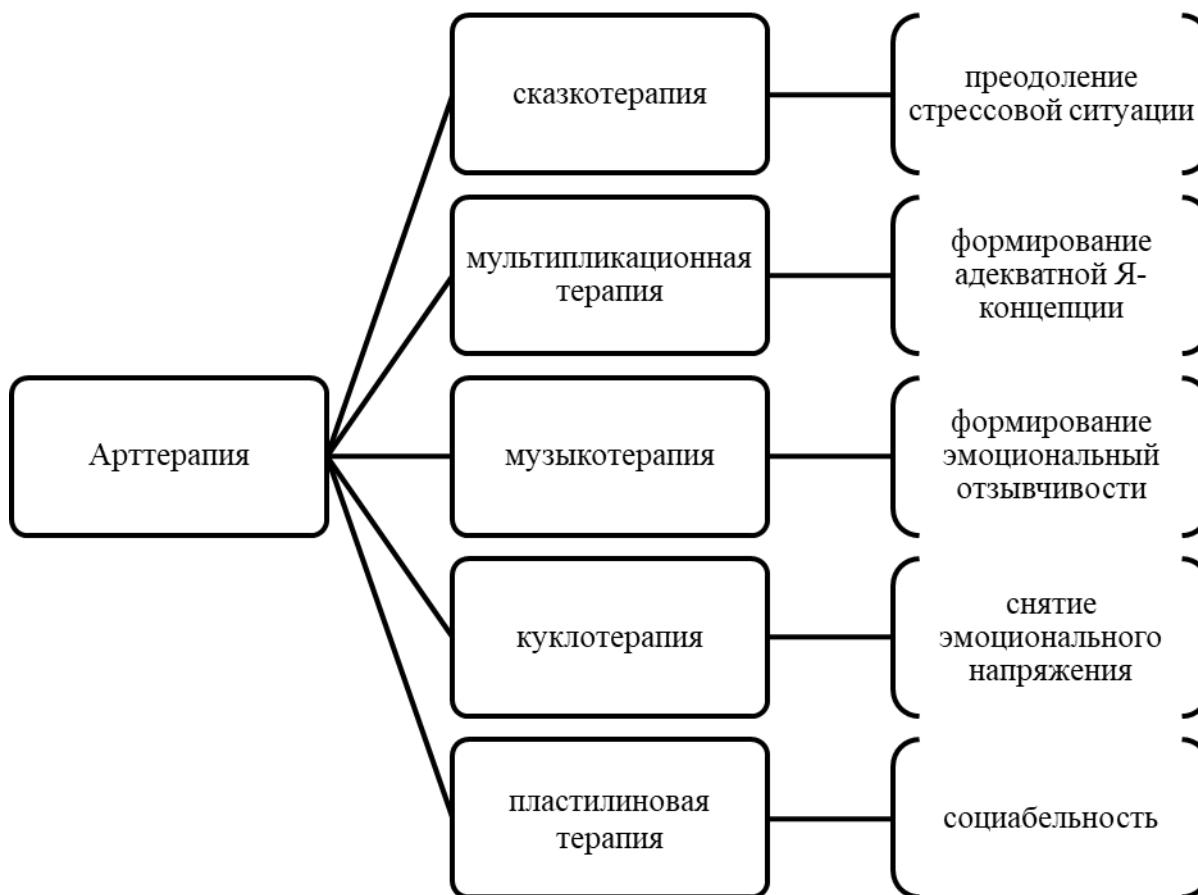 сказкотерапия
преодоление
стрессовой ситуации
мультипликационная
терапия
формирование
адекватной Я-
концепции
Арттерапия
музыкотерапия
формирование
эмоциональный
отзывчивости
куклотерапия
снятие
эмоционального
напряжения
пластилиновая
терапия
социабельность